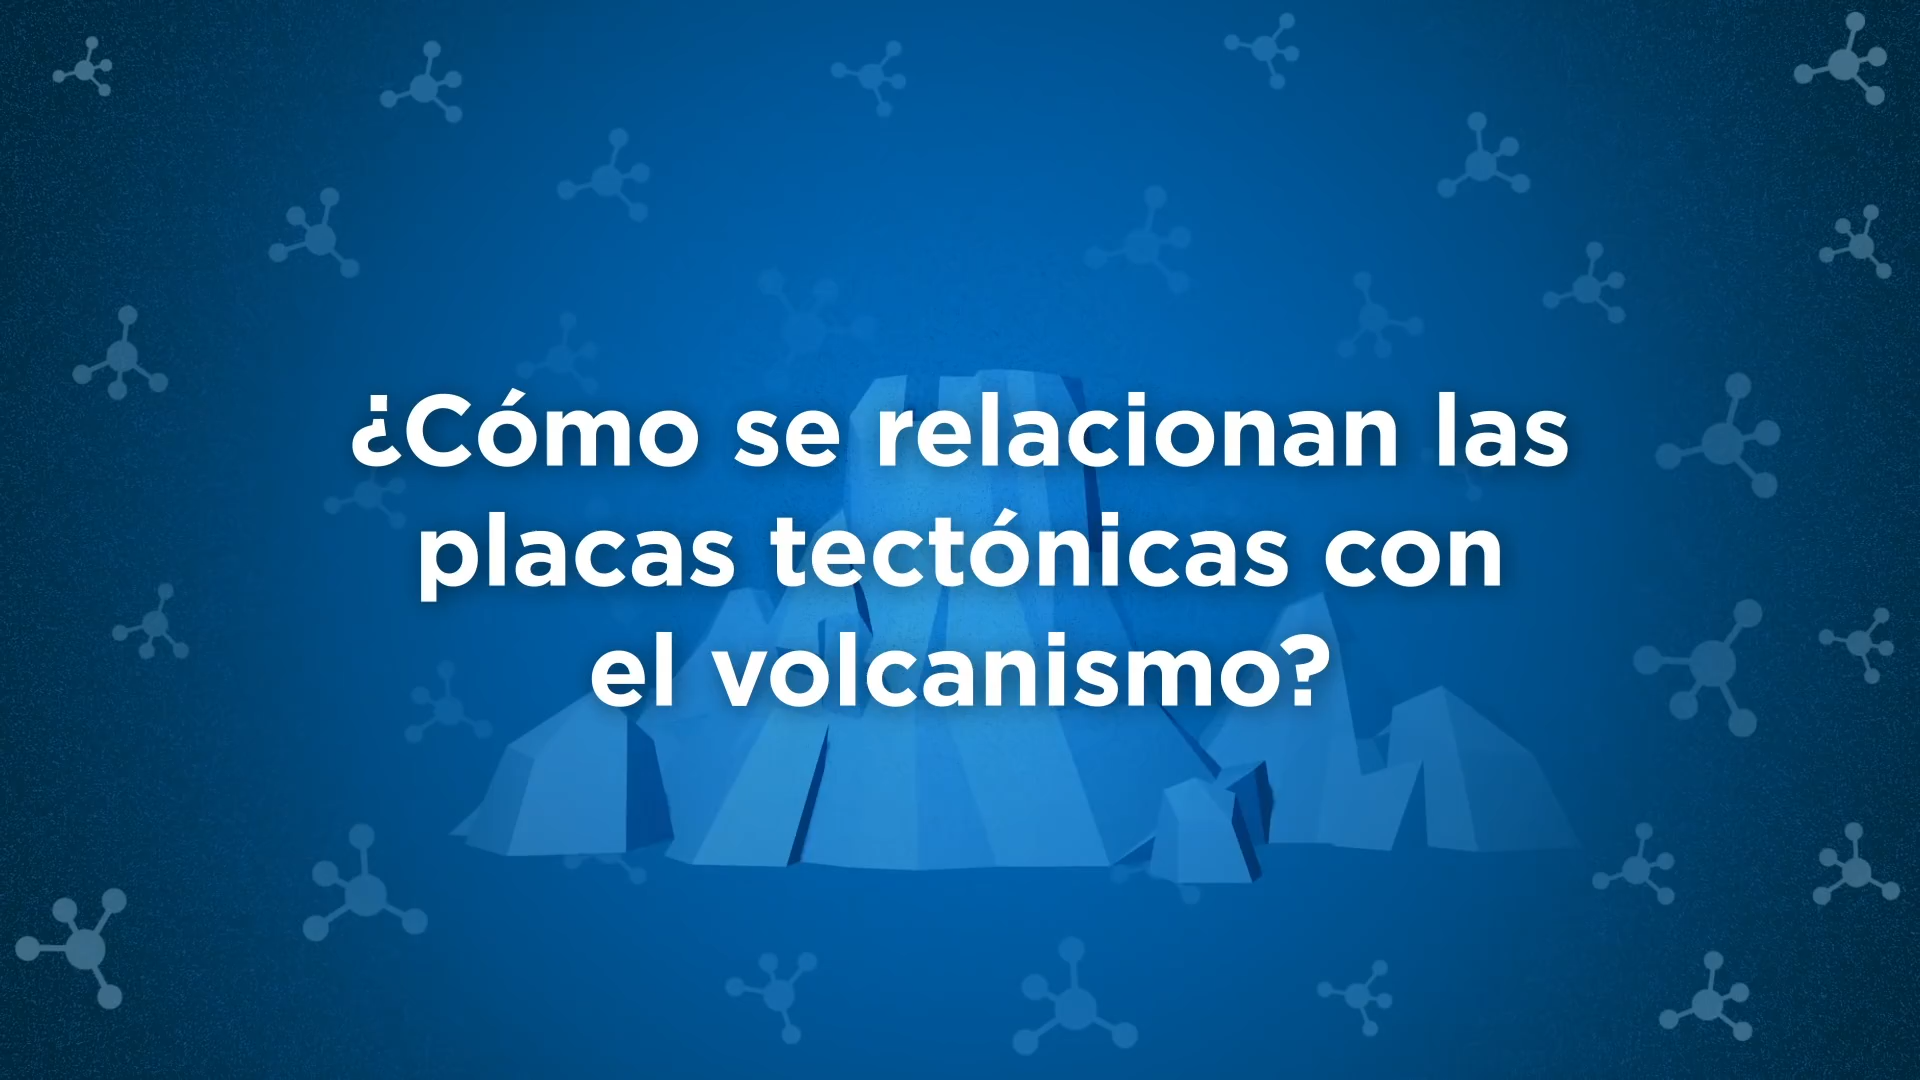 ¿Cómo se relacionan las
placas tectónicas con
el volcanismo?